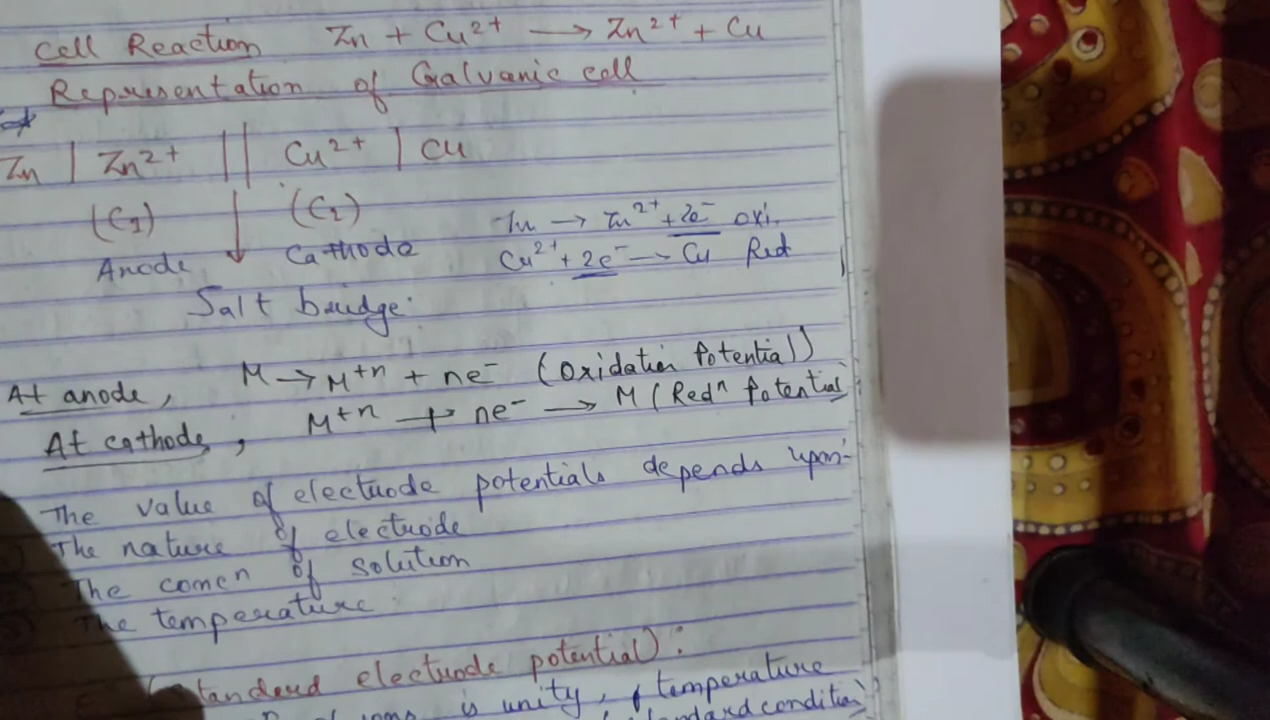 Cell Reaction Zn + Cu²⁺ ⟶ Zn²⁺ + Cu
Representation of Galvanic cell
Zn | Zn²⁺ || Cu²⁺ | Cu
(C₁) ↓ (C₂)
Anode Cathode
Zn → Zn²⁺ + 2e⁻ oxi.
Cu²⁺ + 2e⁻ → Cu Red
Salt bridge.
At anode, M → M⁺ⁿ + ne⁻ (Oxidation Potential)
At cathode, M⁺ⁿ + ne⁻ ⟶ M (Redⁿ Potential
The value of electrode potentials depends upon-
The nature of electrode
The concn of solution
The temperature
standerd electrode potential):
is unity, temperature